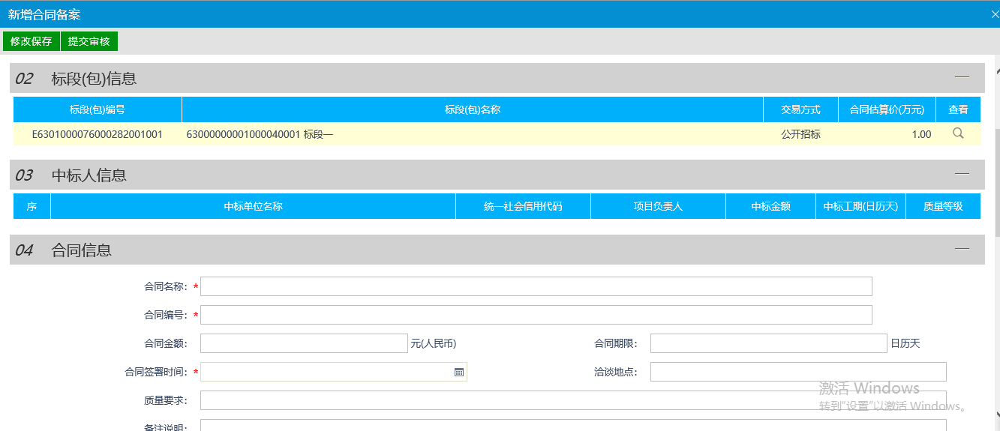 新增合同备案
修改保存 提交审核
02 标段(包)信息
标段(包)编号 标段(包)名称 交易方式 合同估算价(万元) 查看
E6301000076000282001001 63000000001000040001 标段一 公开招标 1.00
03 中标人信息
序 中标单位名称 统一社会信用代码 项目负责人 中标金额 中标工期(日历天) 质量等级
04 合同信息
合同名称：*
合同编号：*
合同金额： 元(人民币) 合同期限： 日历天
合同签署时间：* 洽谈地点：
激活 Windows
质量要求：
转到"设置"以激活 Windows。
备注说明：